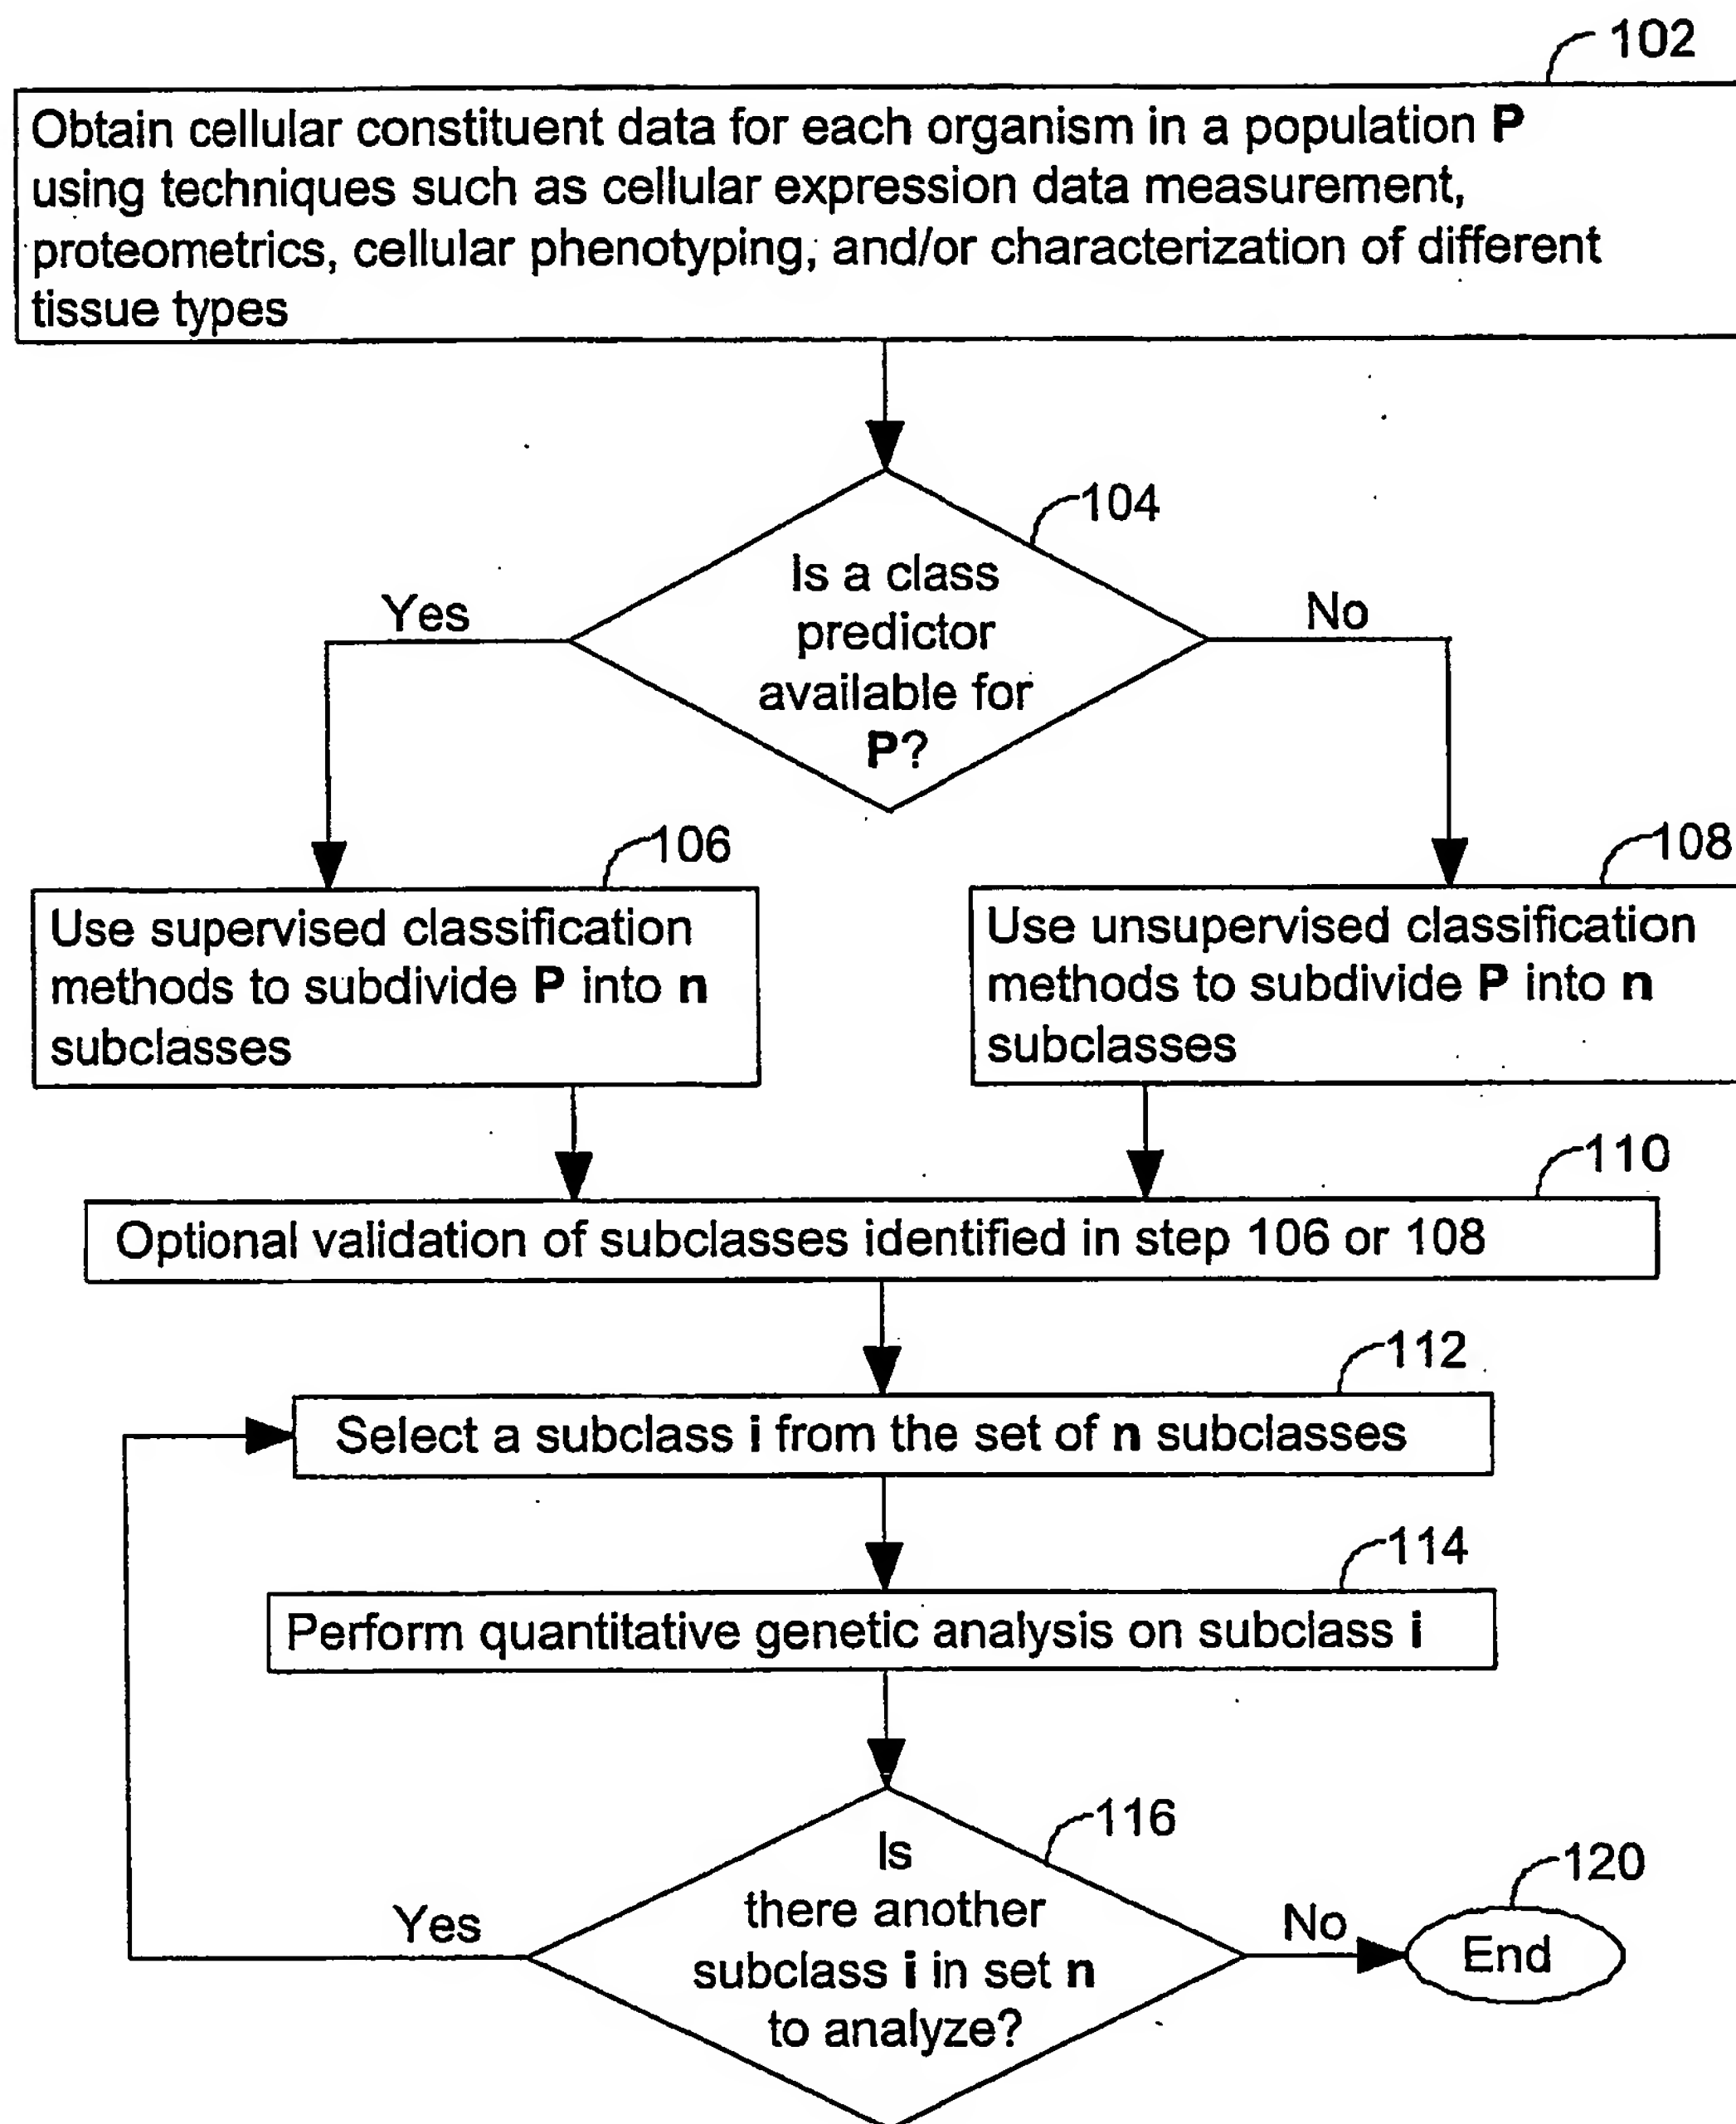 102
Obtain cellular constituent data for each organism in a population P
using techniques such as cellular expression data measurement,
proteometrics, cellular phenotyping, and/or characterization of different
tissue types
104
Is a class
predictor
available for
P?
Yes
No
106
Use supervised classification
methods to subdivide P into n
subclasses
108
Use unsupervised classification
methods to subdivide P into n
subclasses
110
Optional validation of subclasses identified in step 106 or 108
112
Select a subclass i from the set of n subclasses
114
Perform quantitative genetic analysis on subclass i
116
Is
there another
subclass i in set n
to analyze?
Yes
No
120
End